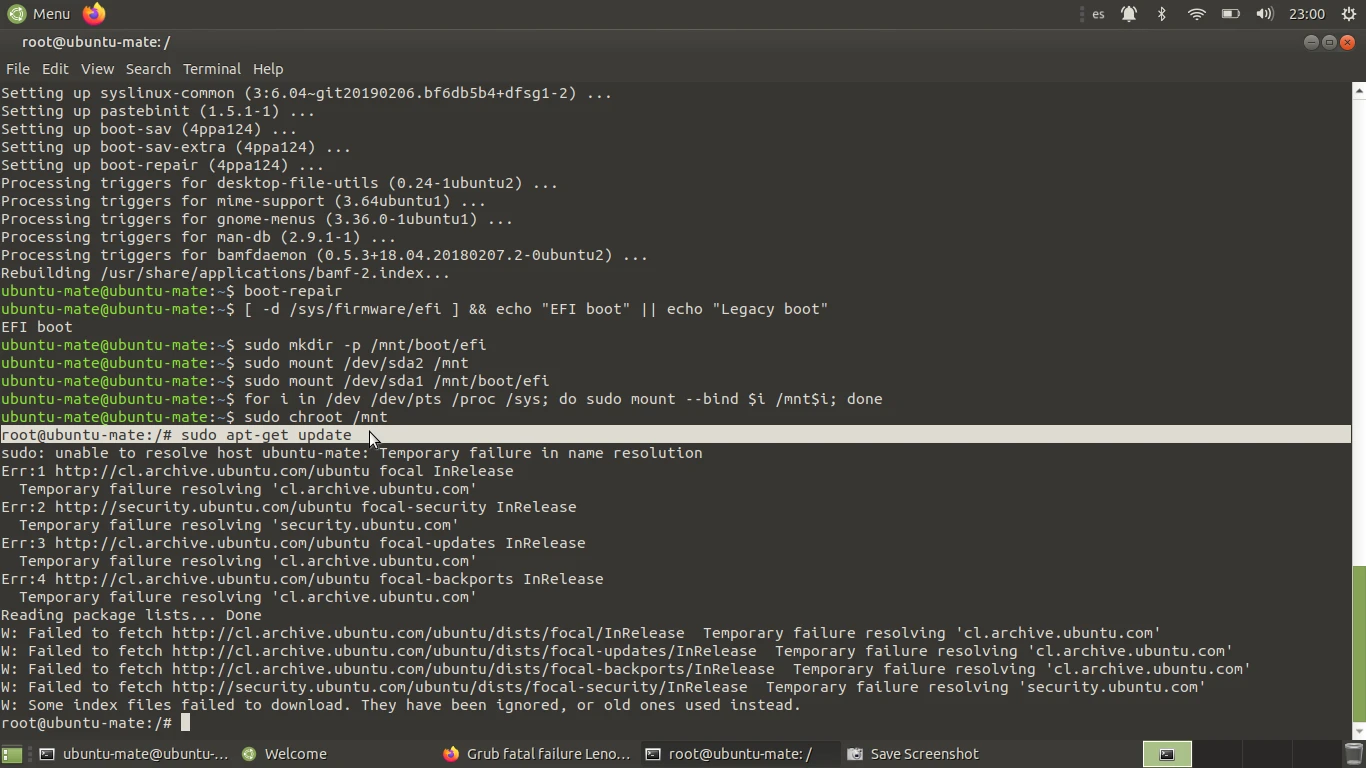 Menu
es
23:00
root@ubuntu-mate: /
File Edit View Search Terminal Help
Setting up syslinux-common (3:6.04~git20190206.bf6db5b4+dfsg1-2) ...
Setting up pastebinit (1.5.1-1) ...
Setting up boot-sav (4ppa124) ...
Setting up boot-sav-extra (4ppa124) ...
Setting up boot-repair (4ppa124) ...
Processing triggers for desktop-file-utils (0.24-1ubuntu2) ...
Processing triggers for mime-support (3.64ubuntu1) ...
Processing triggers for gnome-menus (3.36.0-1ubuntu1) ...
Processing triggers for man-db (2.9.1-1) ...
Processing triggers for bamfdaemon (0.5.3+18.04.20180207.2-0ubuntu2) ...
Rebuilding /usr/share/applications/bamf-2.index...
ubuntu-mate@ubuntu-mate:~$ boot-repair
ubuntu-mate@ubuntu-mate:~$ [ -d /sys/firmware/efi ] && echo "EFI boot" || echo "Legacy boot"
EFI boot
ubuntu-mate@ubuntu-mate:~$ sudo mkdir -p /mnt/boot/efi
ubuntu-mate@ubuntu-mate:~$ sudo mount /dev/sda2 /mnt
ubuntu-mate@ubuntu-mate:~$ sudo mount /dev/sda1 /mnt/boot/efi
ubuntu-mate@ubuntu-mate:~$ for i in /dev /dev/pts /proc /sys; do sudo mount --bind $i /mnt$i; done
ubuntu-mate@ubuntu-mate:~$ sudo chroot /mnt
root@ubuntu-mate:/# sudo apt-get update
sudo: unable to resolve host ubuntu-mate: Temporary failure in name resolution
Err:1 http://cl.archive.ubuntu.com/ubuntu focal InRelease
  Temporary failure resolving 'cl.archive.ubuntu.com'
Err:2 http://security.ubuntu.com/ubuntu focal-security InRelease
  Temporary failure resolving 'security.ubuntu.com'
Err:3 http://cl.archive.ubuntu.com/ubuntu focal-updates InRelease
  Temporary failure resolving 'cl.archive.ubuntu.com'
Err:4 http://cl.archive.ubuntu.com/ubuntu focal-backports InRelease
  Temporary failure resolving 'cl.archive.ubuntu.com'
Reading package lists... Done
W: Failed to fetch http://cl.archive.ubuntu.com/ubuntu/dists/focal/InRelease  Temporary failure resolving 'cl.archive.ubuntu.com'
W: Failed to fetch http://cl.archive.ubuntu.com/ubuntu/dists/focal-updates/InRelease  Temporary failure resolving 'cl.archive.ubuntu.com'
W: Failed to fetch http://cl.archive.ubuntu.com/ubuntu/dists/focal-backports/InRelease  Temporary failure resolving 'cl.archive.ubuntu.com'
W: Failed to fetch http://security.ubuntu.com/ubuntu/dists/focal-security/InRelease  Temporary failure resolving 'security.ubuntu.com'
W: Some index files failed to download. They have been ignored, or old ones used instead.
root@ubuntu-mate:/#
ubuntu-mate@ubuntu-...
Welcome
Grub fatal failure Leno...
root@ubuntu-mate: /
Save Screenshot